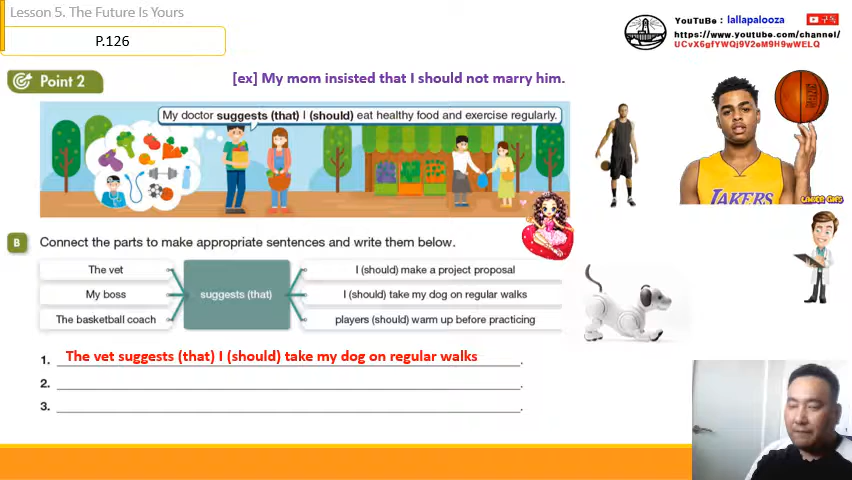 Lesson 5. The Future Is Yours
P.126
YouTuBe : lallapalooza
구독
https://www.youtube.com/channel/
UCvX6gfYWQj9V2eM9H9wWELQ
Point 2
[ex] My mom insisted that I should not marry him.
My doctor suggests (that) I (should) eat healthy food and exercise regularly.
LAKERS
B Connect the parts to make appropriate sentences and write them below.
The vet
My boss
The basketball coach
suggests (that)
I (should) make a project proposal
I (should) take my dog on regular walks
players (should) warm up before practicing
1. The vet suggests (that) I (should) take my dog on regular walks .
2. .
3. .